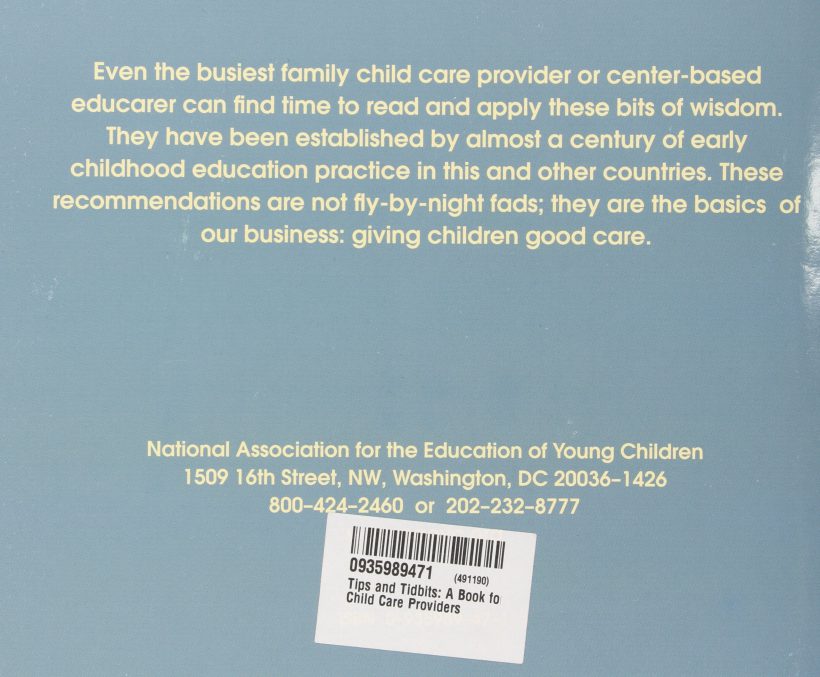 Even the busiest family child care provider or center-based
educarer can find time to read and apply these bits of wisdom.
They have been established by almost a century of early
childhood education practice in this and other countries. These
recommendations are not fly-by-night fads; they are the basics of
our business: giving children good care.
National Association for the Education of Young Children
1509 16th Street, NW, Washington, DC 20036–1426
800–424–2460 or 202–232–8777
0935989471 (491190)
Tips and Tidbits: A Book fo
Child Care Providers